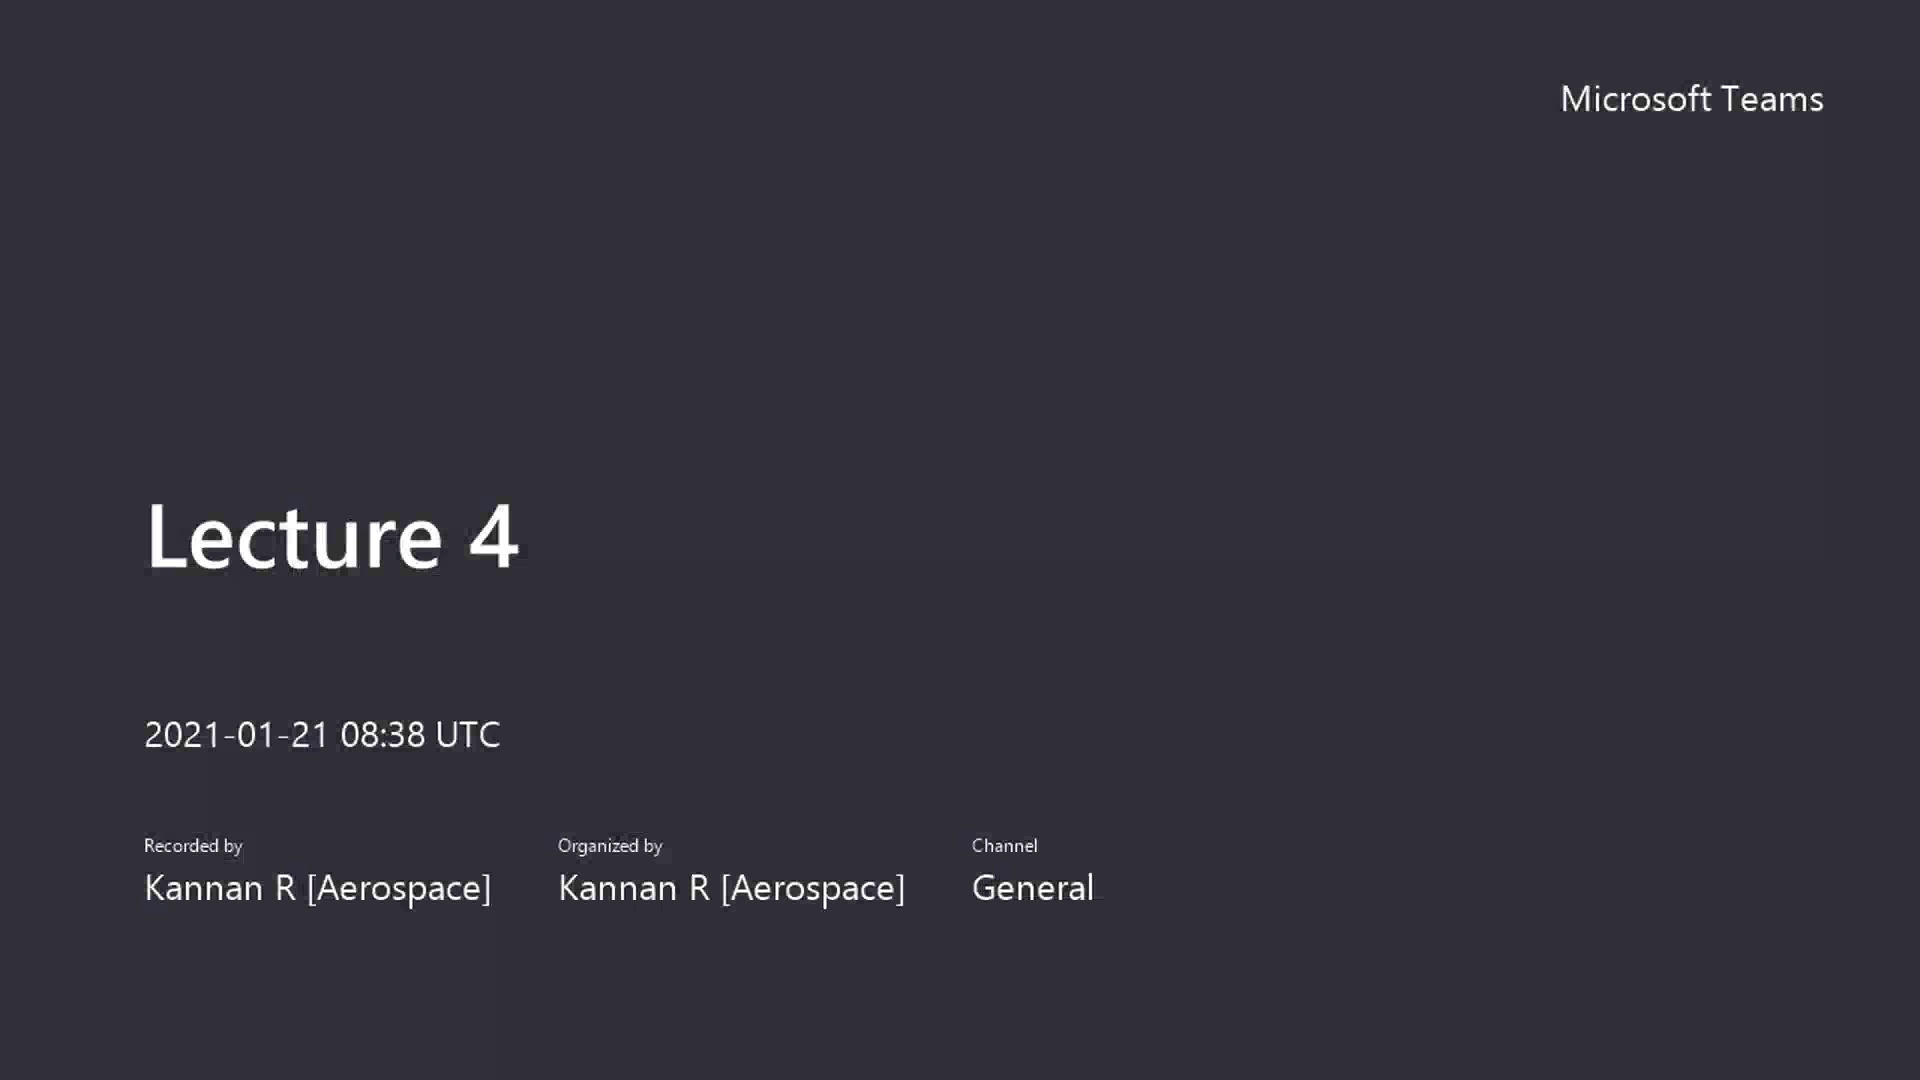 Microsoft Teams
Lecture 4
2021-01-21 08:38 UTC
Recorded by
Kannan R [Aerospace]
Organized by
Kannan R [Aerospace]
Channel
General